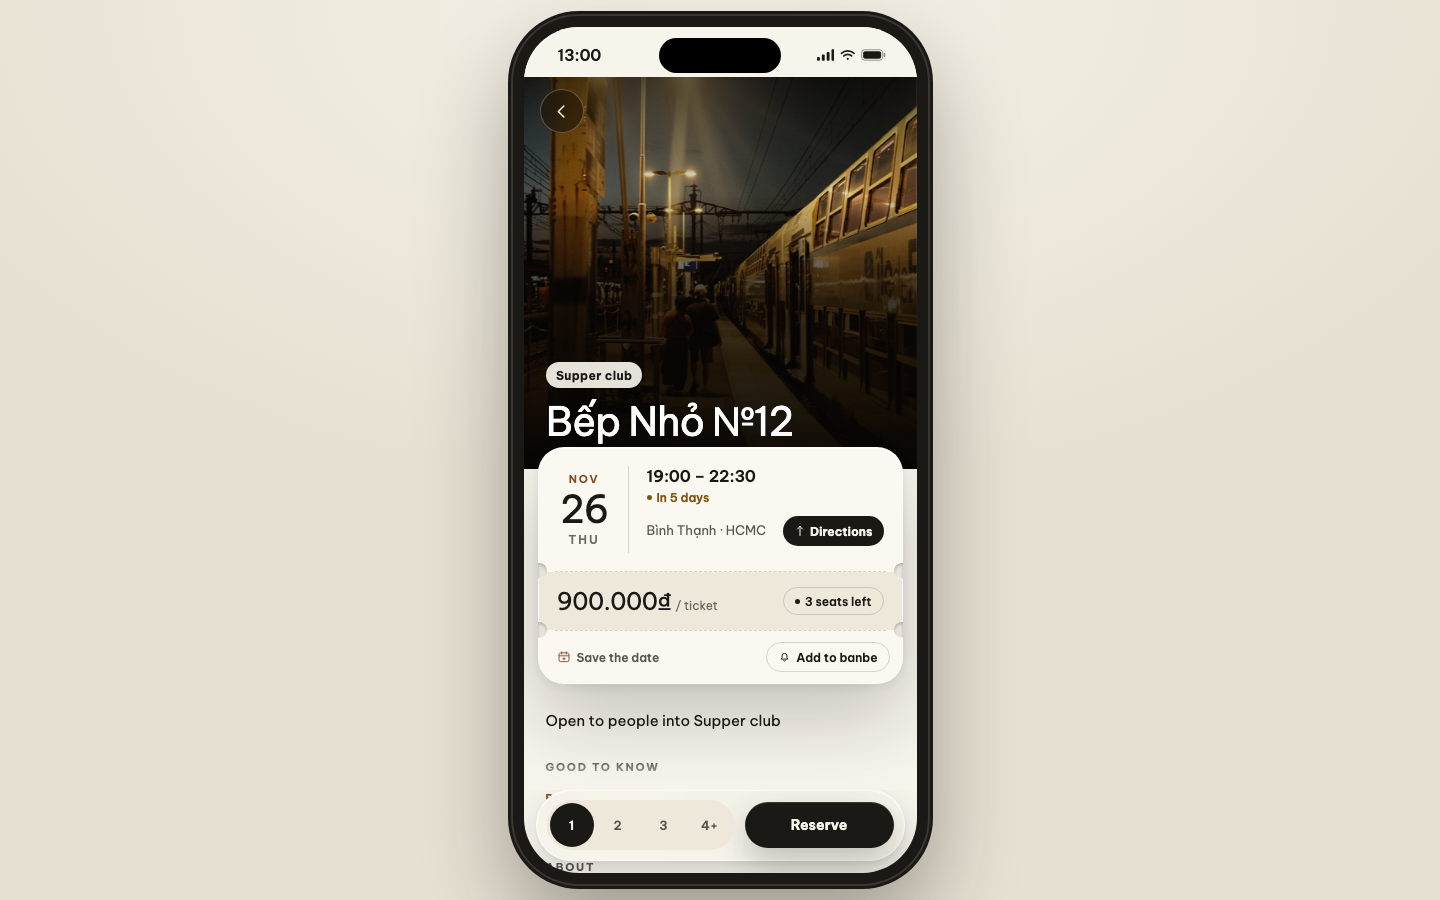 13:00
Supper club
Bếp Nhỏ №12
NOV
26
THU
19:00 – 22:30
In 5 days
Bình Thạnh · HCMC
Directions
900.000₫ / ticket
3 seats left
Save the date
Add to banbe
Open to people into Supper club
GOOD TO KNOW
1 2 3 4+
Reserve
ABOUT